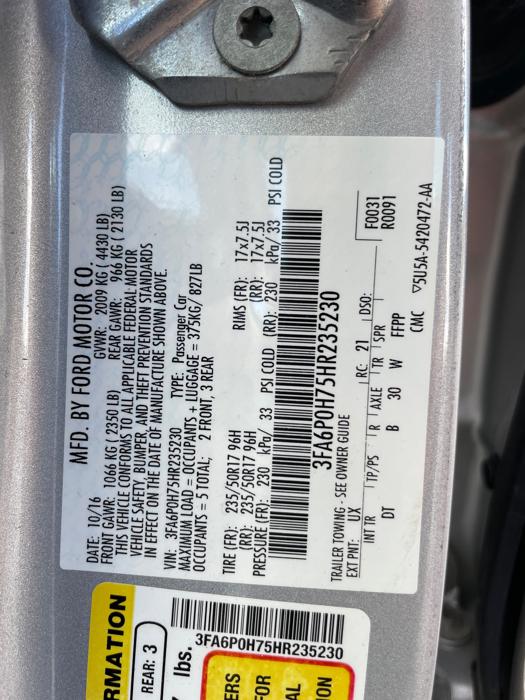 MFD. BY FORD MOTOR CO.
DATE: 10/16 GVWR: 2009 KG ( 4430 LB)
FRONT GAWR: 1066 KG ( 2350 LB) REAR GAWR: 966 KG ( 2130 LB)
THIS VEHICLE CONFORMS TO ALL APPLICABLE FEDERAL MOTOR
VEHICLE SAFETY, BUMPER, AND THEFT PREVENTION STANDARDS
IN EFFECT ON THE DATE OF MANUFACTURE SHOWN ABOVE.
VIN: 3FA6P0H75HR235230 TYPE: Passenger Car
MAXIMUM LOAD = OCCUPANTS + LUGGAGE = 375KG/ 827LB
OCCUPANTS = 5 TOTAL; 2 FRONT, 3 REAR
TIRE (FR): 235/50R17 96H RIMS (FR): 17x7.5J
(RR): 235/50R17 96H (RR): 17x7.5J
PRESSURE (FR): 230 kPa/ 33 PSI COLD (RR): 230 kPa/ 33 PSI COLD
3FA6P0H75HR235230
TRAILER TOWING - SEE OWNER GUIDE F0031
R0091
EXT PNT: UX RC: 21 DSO:
INT TR TP/PS R AXLE TR SPR
DT B 30 W FFPP
CMC ▽5U5A-5420472-AA
RMATION
REAR: 3
lbs.
3FA6P0H75HR235230
ERS
FOR
AL
TION